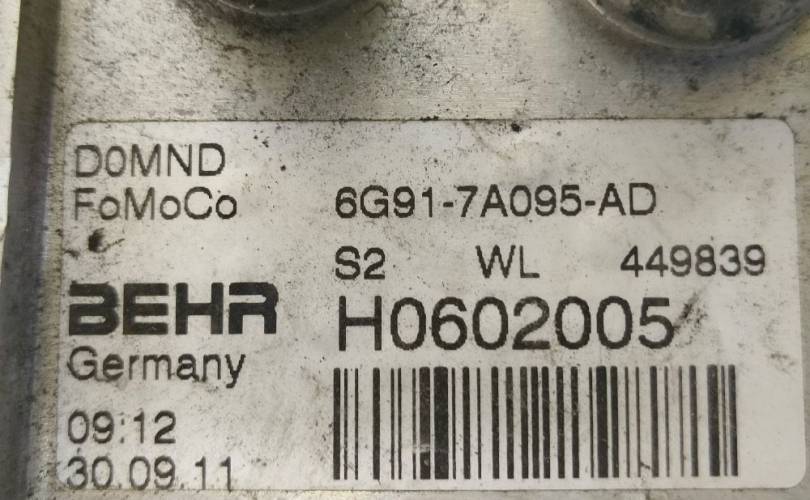 D0MND
FoMoCo 6G91-7A095-AD
S2 WL 449839
BEHR H0602005
Germany
09:12
30.09.11